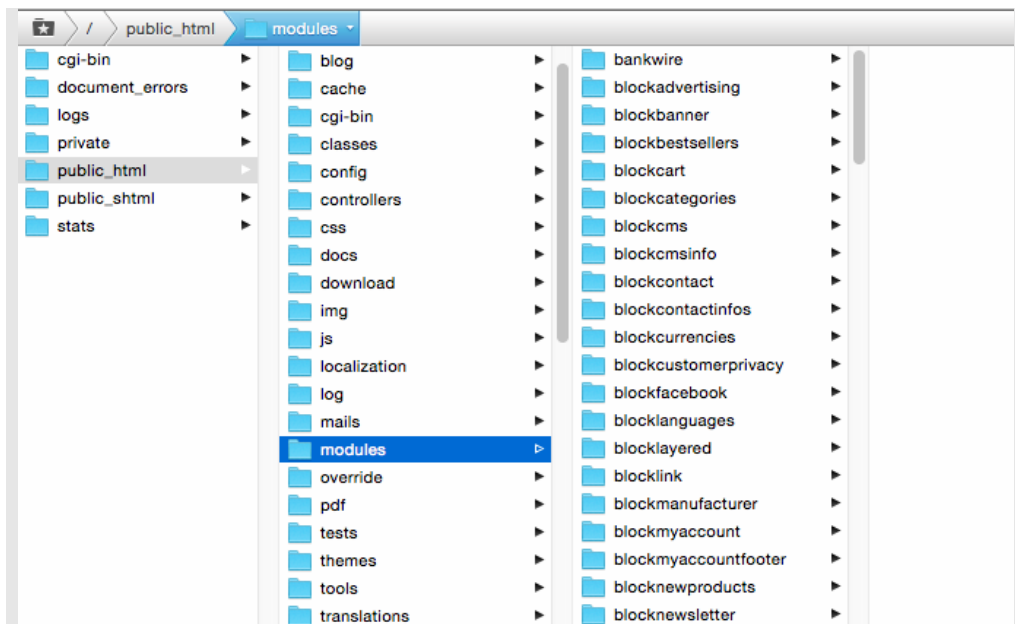 / public_html modules
cgi-bin
document_errors
logs
private
public_html
public_shtml
stats
blog
cache
cgi-bin
classes
config
controllers
css
docs
download
img
js
localization
log
mails
modules
override
pdf
tests
themes
tools
translations
bankwire
blockadvertising
blockbanner
blockbestsellers
blockcart
blockcategories
blockcms
blockcmsinfo
blockcontact
blockcontactinfos
blockcurrencies
blockcustomerprivacy
blockfacebook
blocklanguages
blocklayered
blocklink
blockmanufacturer
blockmyaccount
blockmyaccountfooter
blocknewproducts
blocknewsletter